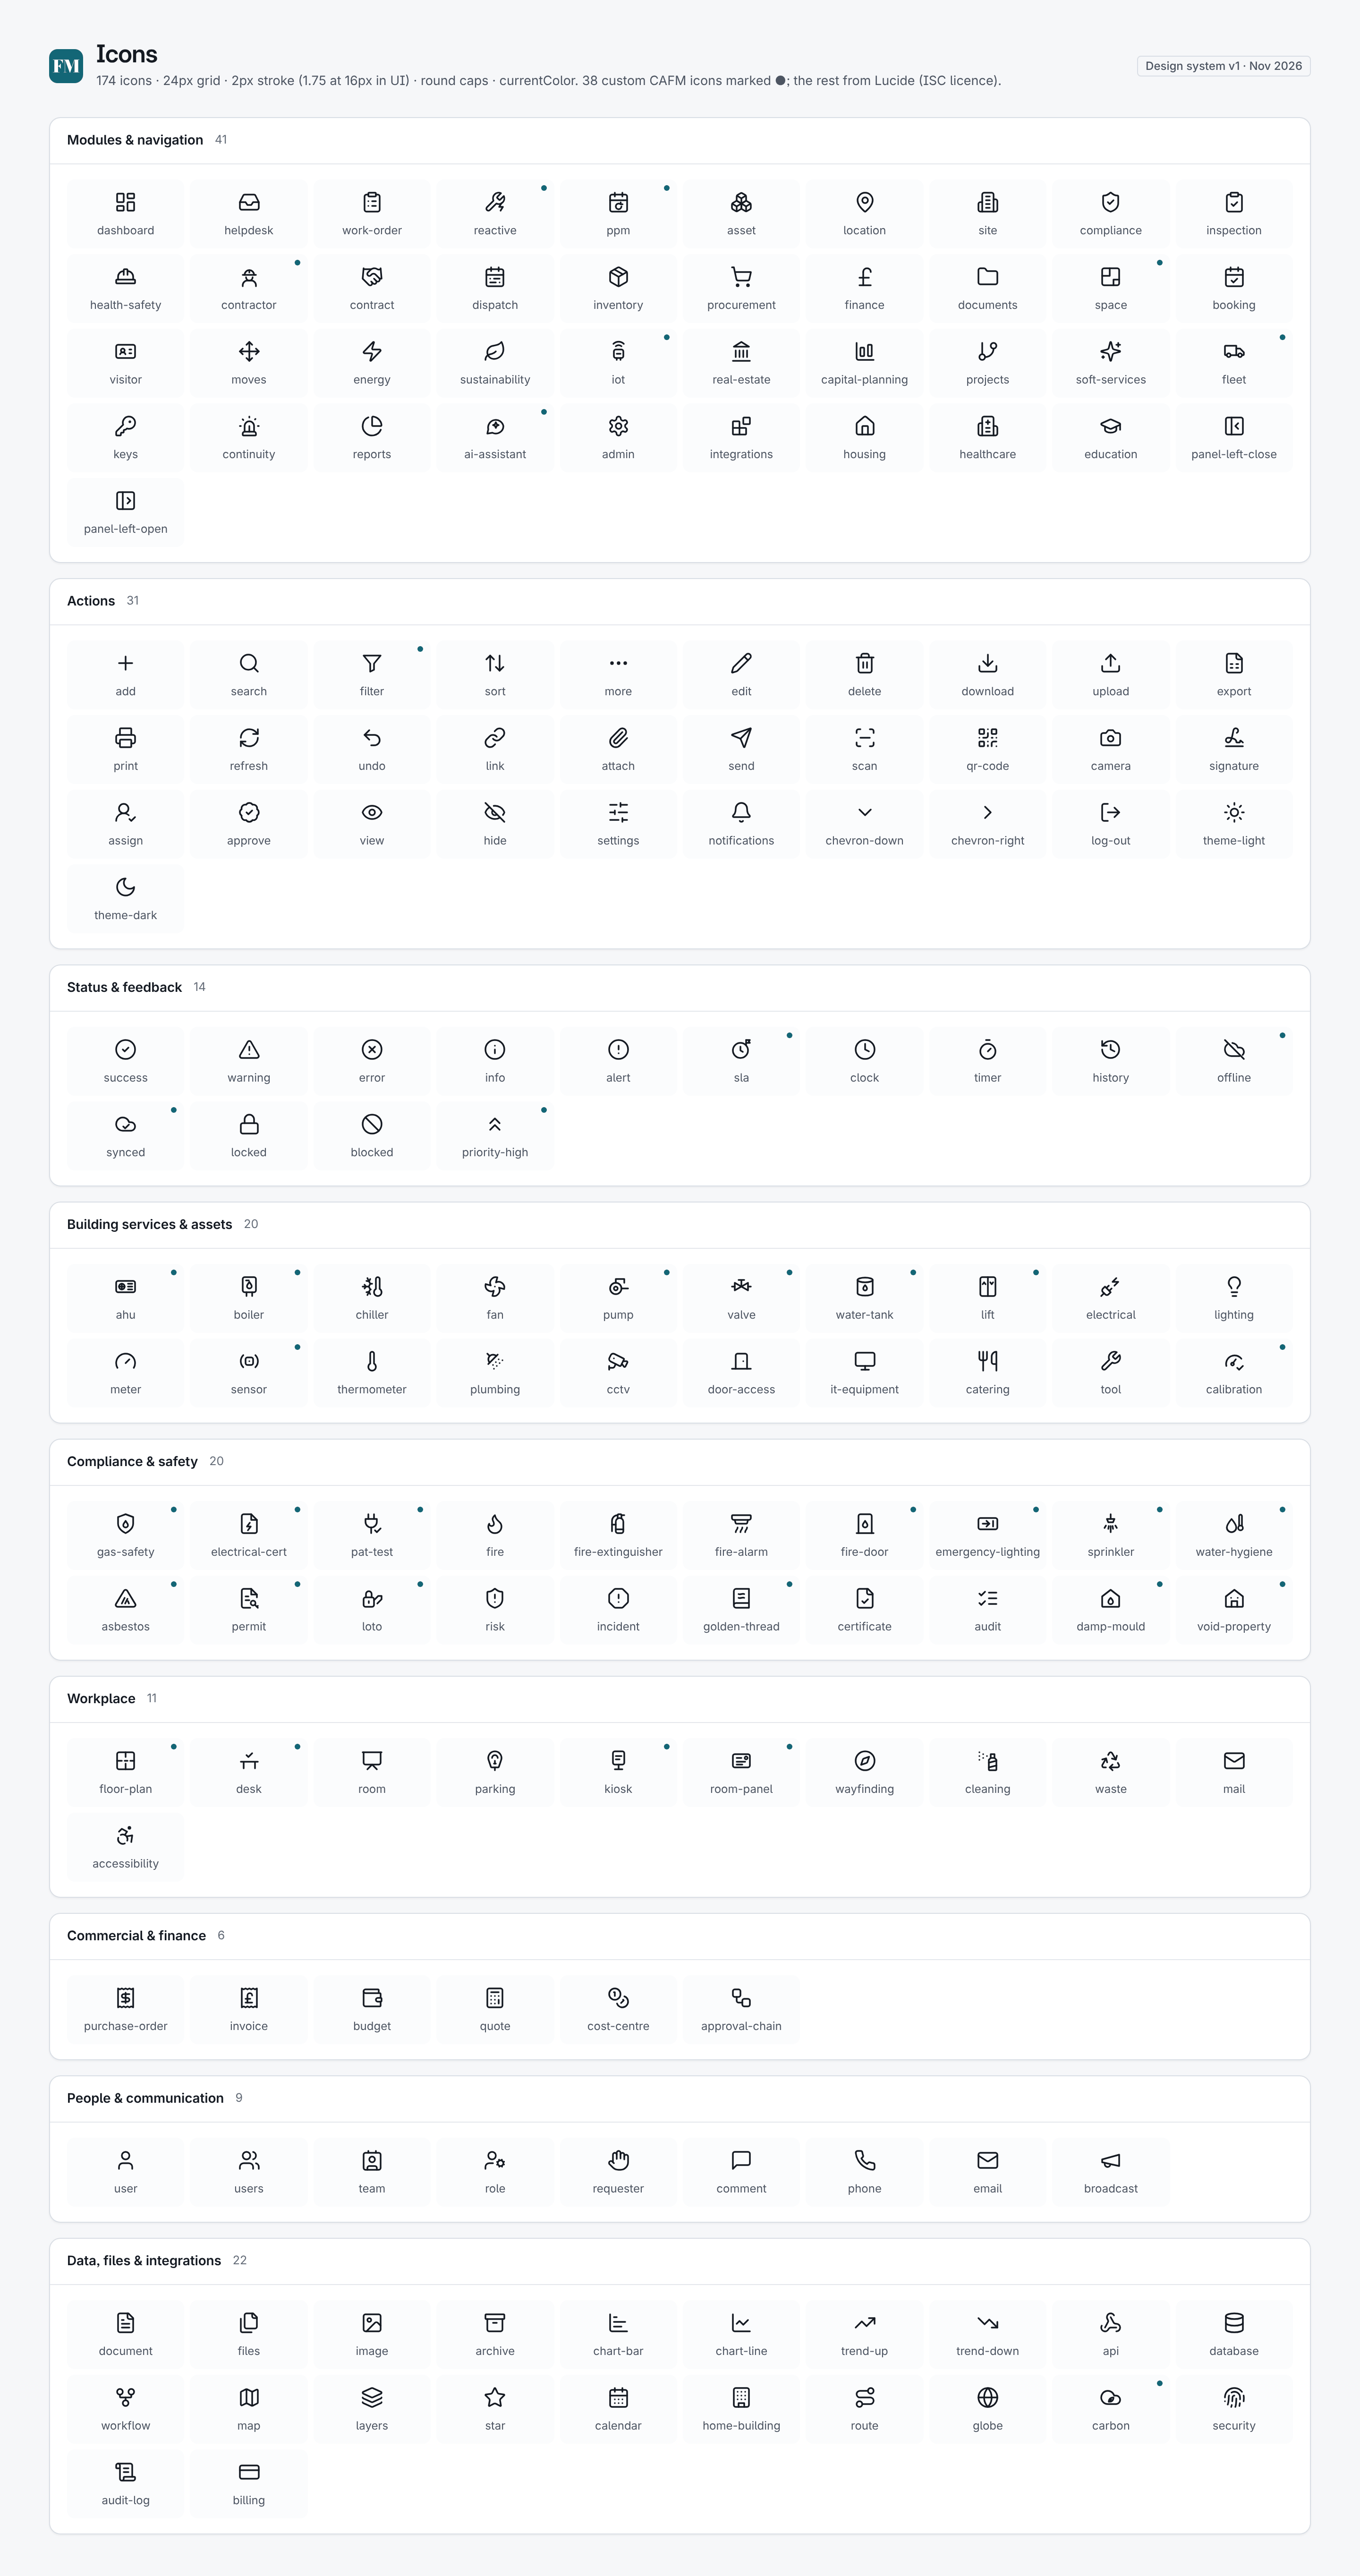 FM
Icons
174 icons · 24px grid · 2px stroke (1.75 at 16px in UI) · round caps · currentColor. 38 custom CAFM icons marked ●; the rest from Lucide (ISC licence).
Design system v1 · Nov 2026
Modules & navigation 41
dashboard helpdesk work-order reactive ppm asset location site compliance inspection
health-safety contractor contract dispatch inventory procurement finance documents space booking
visitor moves energy sustainability iot real-estate capital-planning projects soft-services fleet
keys continuity reports ai-assistant admin integrations housing healthcare education panel-left-close
panel-left-open
Actions 31
add search filter sort more edit delete download upload export
print refresh undo link attach send scan qr-code camera signature
assign approve view hide settings notifications chevron-down chevron-right log-out theme-light
theme-dark
Status & feedback 14
success warning error info alert sla clock timer history offline
synced locked blocked priority-high
Building services & assets 20
ahu boiler chiller fan pump valve water-tank lift electrical lighting
meter sensor thermometer plumbing cctv door-access it-equipment catering tool calibration
Compliance & safety 20
gas-safety electrical-cert pat-test fire fire-extinguisher fire-alarm fire-door emergency-lighting sprinkler water-hygiene
asbestos permit loto risk incident golden-thread certificate audit damp-mould void-property
Workplace 11
floor-plan desk room parking kiosk room-panel wayfinding cleaning waste mail
accessibility
Commercial & finance 6
purchase-order invoice budget quote cost-centre approval-chain
People & communication 9
user users team role requester comment phone email broadcast
Data, files & integrations 22
document files image archive chart-bar chart-line trend-up trend-down api database
workflow map layers star calendar home-building route globe carbon security
audit-log billing